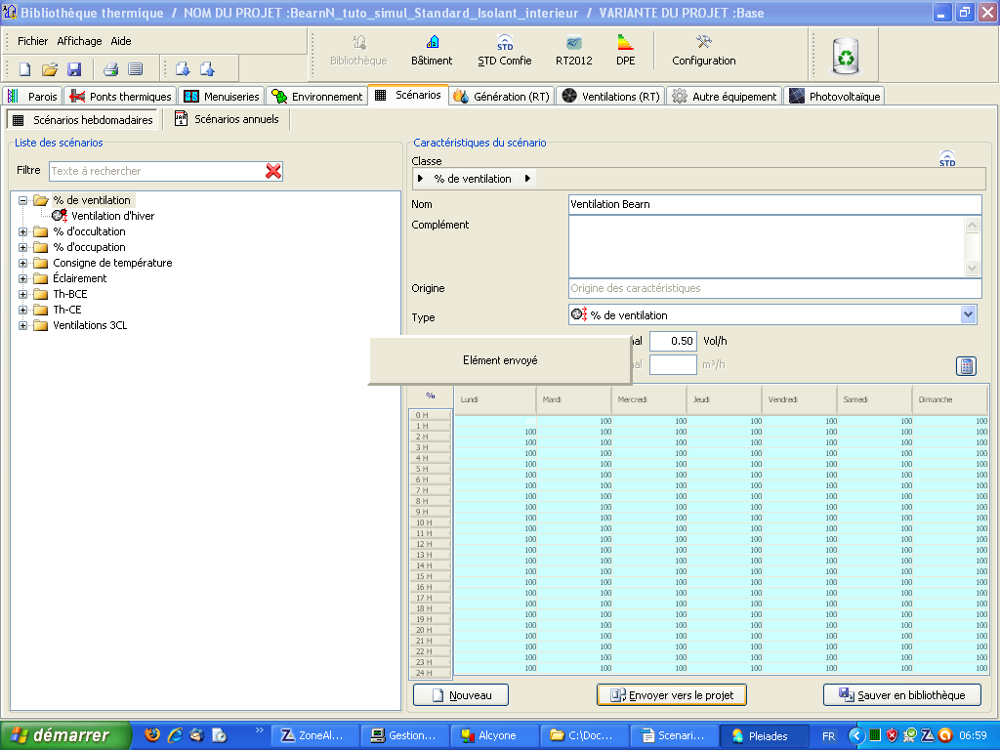 Bibliothèque thermique / NOM DU PROJET :BearnN_tuto_simul_Standard_Isolant_interieur / VARIANTE DU PROJET :Base
Fichier Affichage Aide
Bibliothèque Bâtiment STD Comfie RT2012 DPE Configuration
STD
Parois Ponts thermiques Menuiseries Environnement Scénarios Génération (RT) Ventilations (RT) Autre équipement Photovoltaïque
Scénarios hebdomadaires Scénarios annuels
Liste des scénarios
Filtre Texte à rechercher
% de ventilation
Ventilation d'hiver
% d'occultation
% d'occupation
Consigne de température
Éclairement
Th-BCE
Th-CE
Ventilations 3CL
Caractéristiques du scénario
Classe
STD
% de ventilation
Nom Ventilation Bearn
Complément
Origine Origine des caractéristiques
Type % de ventilation
al 0.50 Vol/h
al m³/h
Elément envoyé
% Lundi Mardi Mercredi Jeudi Vendredi Samedi Dimanche
0 H 100 100 100 100 100 100 100
1 H 100 100 100 100 100 100 100
2 H 100 100 100 100 100 100 100
3 H 100 100 100 100 100 100 100
4 H 100 100 100 100 100 100 100
5 H 100 100 100 100 100 100 100
6 H 100 100 100 100 100 100 100
7 H 100 100 100 100 100 100 100
8 H 100 100 100 100 100 100 100
9 H 100 100 100 100 100 100 100
10 H 100 100 100 100 100 100 100
11 H 100 100 100 100 100 100 100
12 H 100 100 100 100 100 100 100
13 H 100 100 100 100 100 100 100
14 H 100 100 100 100 100 100 100
15 H 100 100 100 100 100 100 100
16 H 100 100 100 100 100 100 100
17 H 100 100 100 100 100 100 100
18 H 100 100 100 100 100 100 100
19 H 100 100 100 100 100 100 100
20 H 100 100 100 100 100 100 100
21 H 100 100 100 100 100 100 100
22 H 100 100 100 100 100 100 100
23 H 100 100 100 100 100 100 100
24 H
Nouveau Envoyer vers le projet Sauver en bibliothèque
démarrer ZoneAl... Gestion... Alcyone C:\Doc... Scenari... Pleiades FR 06:59